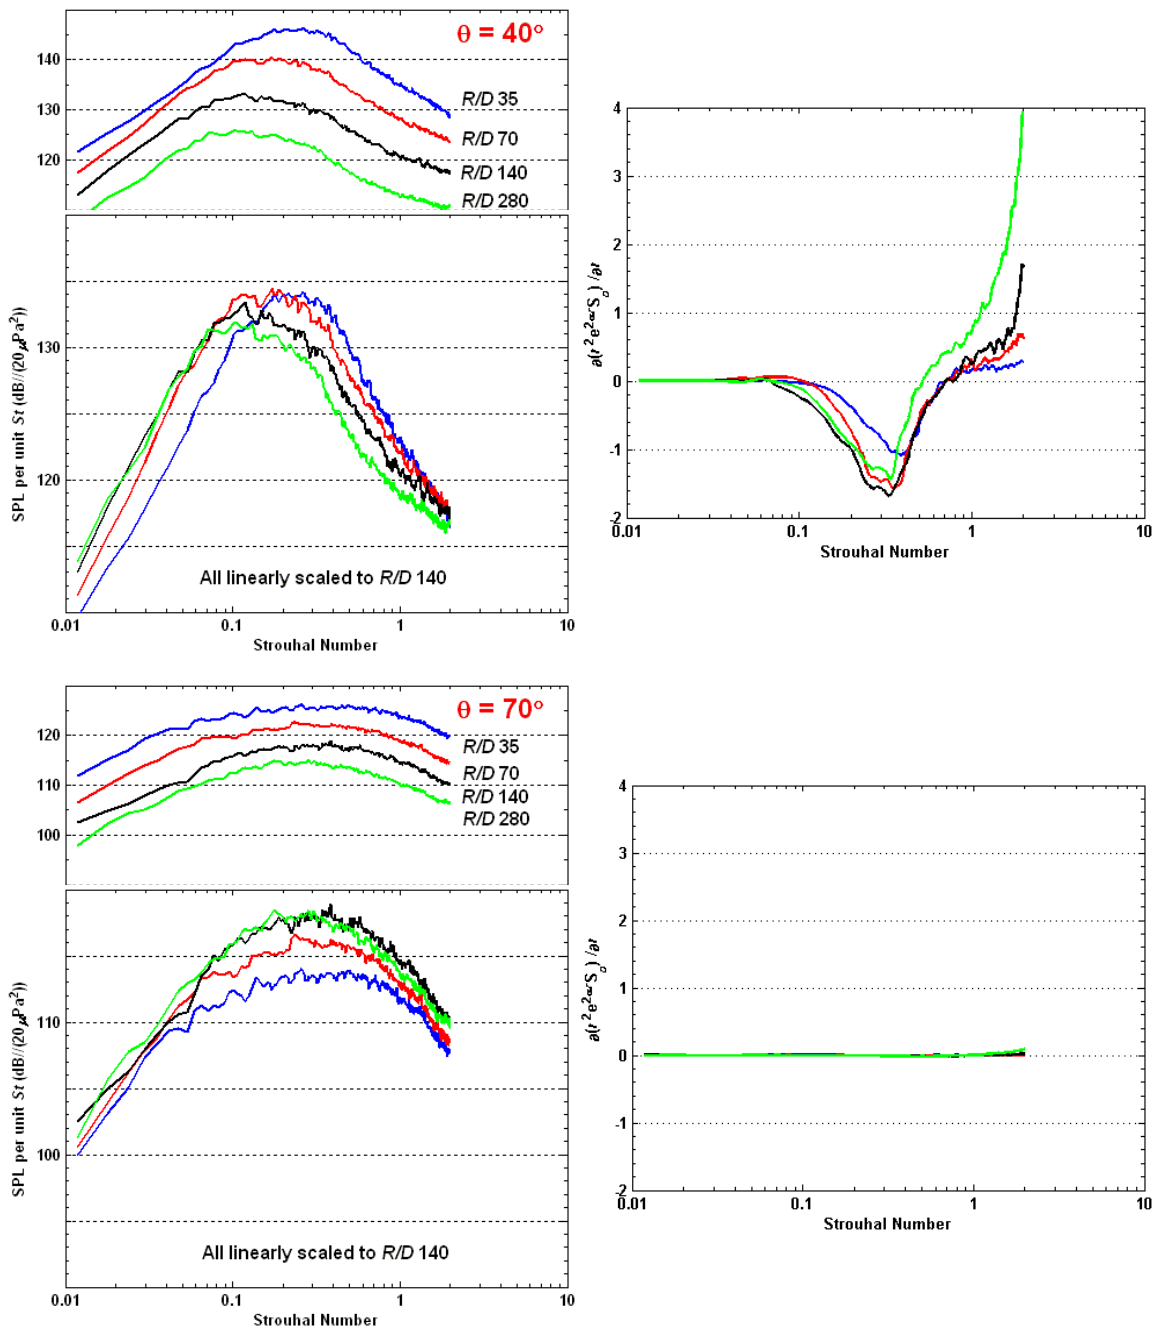 θ = 40°
140
130
120
R/D 35
R/D 70
R/D 140
R/D 280
130
120
SPL per unit St (dB//(20μPa²))
All linearly scaled to R/D 140
0.01
0.1
1
10
Strouhal Number
4
3
2
1
0
-1
-2
0.01
0.1
1
10
Strouhal Number
θ = 70°
120
110
100
R/D 35
R/D 70
R/D 140
R/D 280
110
100
SPL per unit St (dB//(20μPa²))
All linearly scaled to R/D 140
0.01
0.1
1
10
Strouhal Number
4
3
2
1
0
-1
-2
0.01
0.1
1
10
Strouhal Number